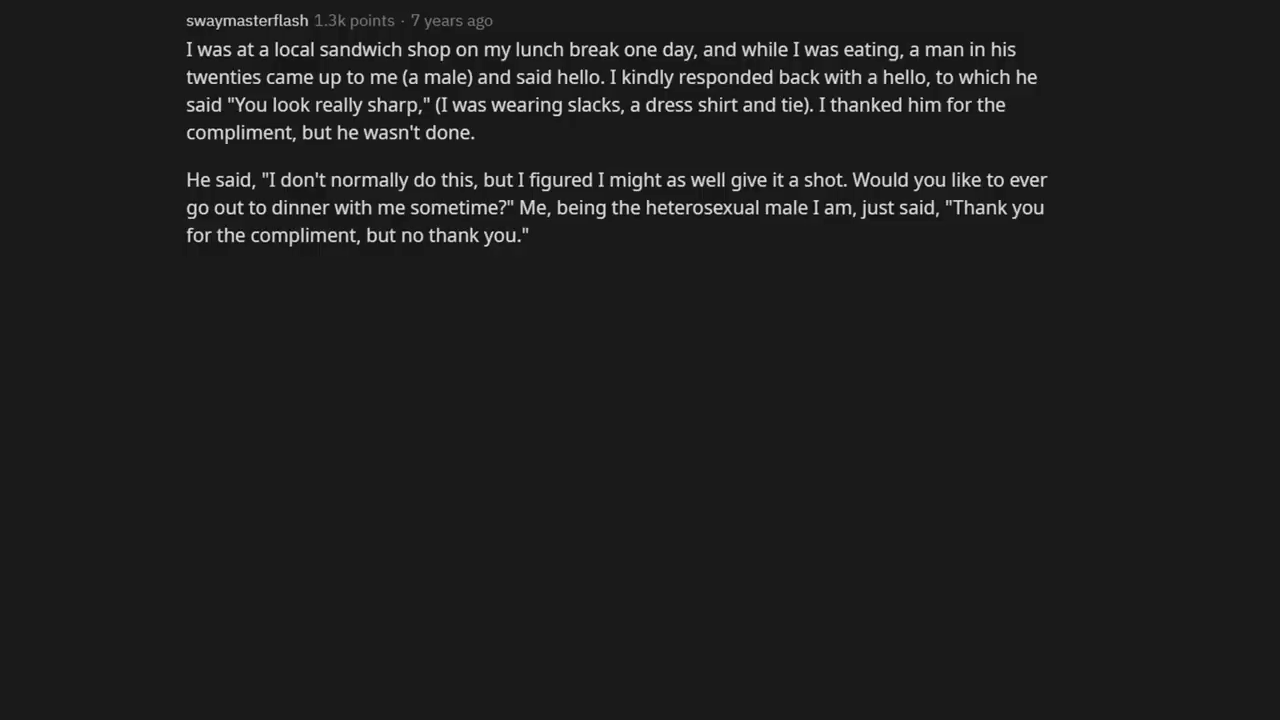 swaymasterflash 1.3k points · 7 years ago
I was at a local sandwich shop on my lunch break one day, and while I was eating, a man in his
twenties came up to me (a male) and said hello. I kindly responded back with a hello, to which he
said "You look really sharp," (I was wearing slacks, a dress shirt and tie). I thanked him for the
compliment, but he wasn't done.
He said, "I don't normally do this, but I figured I might as well give it a shot. Would you like to ever
go out to dinner with me sometime?" Me, being the heterosexual male I am, just said, "Thank you
for the compliment, but no thank you."